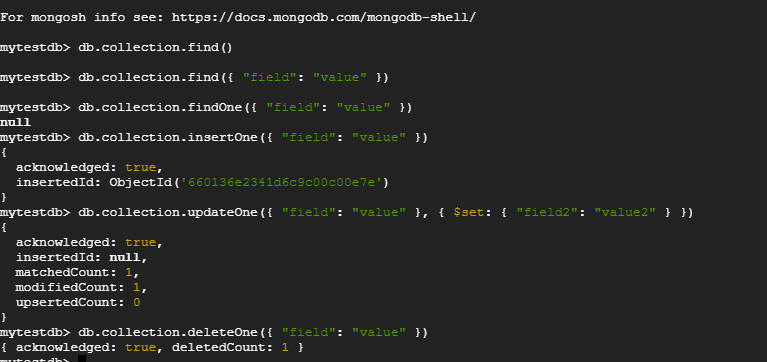 For mongosh info see: https://docs.mongodb.com/mongodb-shell/
mytestdb> db.collection.find()
mytestdb> db.collection.find({ "field": "value" })
mytestdb> db.collection.findOne({ "field": "value" })
null
mytestdb> db.collection.insertOne({ "field": "value" })
{
  acknowledged: true,
  insertedId: ObjectId('660136e2341d6c9c00c00e7e')
}
mytestdb> db.collection.updateOne({ "field": "value" }, { $set: { "field2": "value2" } })
{
  acknowledged: true,
  insertedId: null,
  matchedCount: 1,
  modifiedCount: 1,
  upsertedCount: 0
}
mytestdb> db.collection.deleteOne({ "field": "value" })
{ acknowledged: true, deletedCount: 1 }
mytestdb>